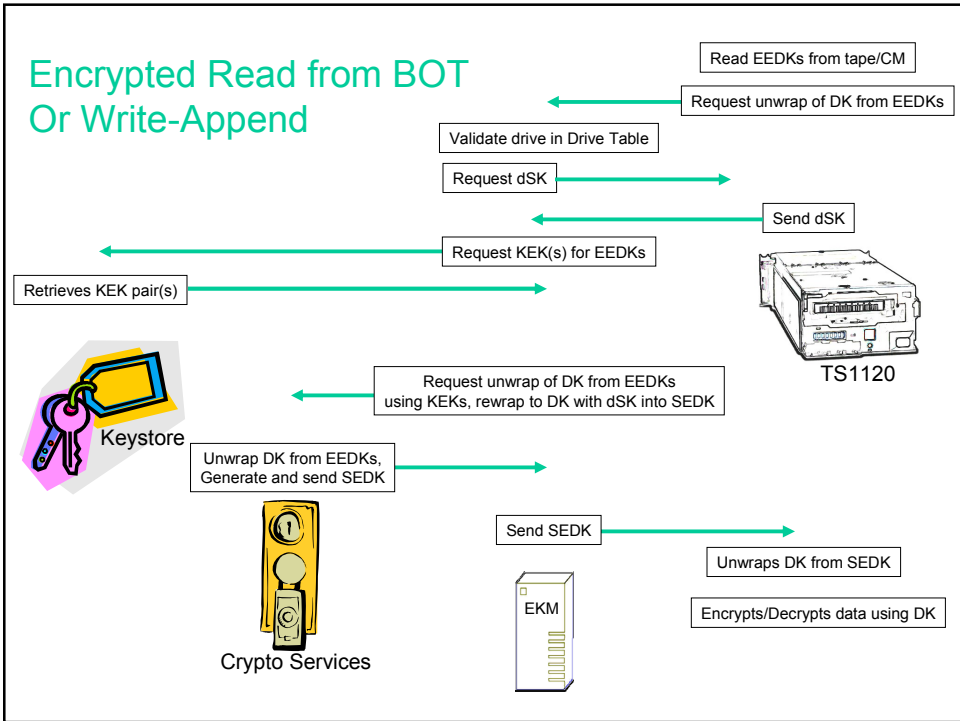 Encrypted Read from BOT
Or Write-Append
Read EEDKs from tape/CM
Request unwrap of DK from EEDKs
Validate drive in Drive Table
Request dSK
Send dSK
Request KEK(s) for EEDKs
Retrieves KEK pair(s)
TS1120
Request unwrap of DK from EEDKs
using KEKs, rewrap to DK with dSK into SEDK
Keystore
Unwrap DK from EEDKs,
Generate and send SEDK
Send SEDK
Unwraps DK from SEDK
EKM
Encrypts/Decrypts data using DK
Crypto Services